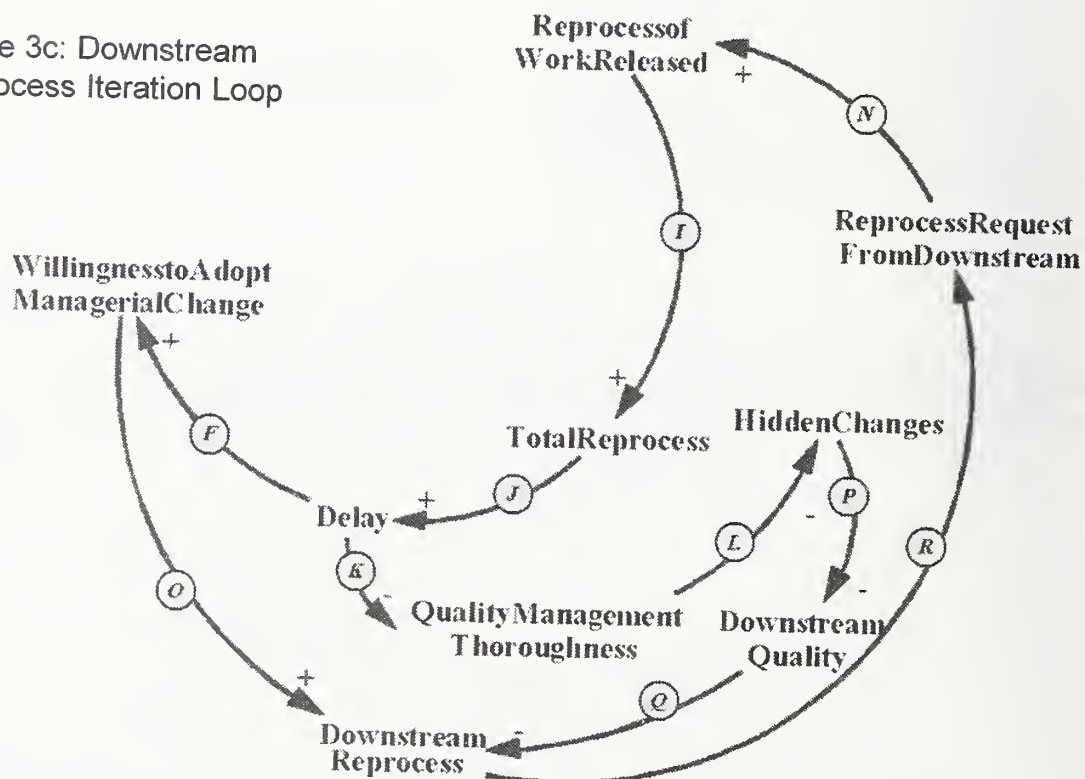 e 3c: Downstream
ocess Iteration Loop
Reprocessof
WorkReleased
+
N
I
ReprocessRequest
FromDownstream
WillingnesstoAdopt
ManagerialChange
+
+
F
TotalReprocess
HiddenChanges
J
+
Delay
P
-
K
L
R
-
O
QualityManagement
Thoroughness
-
Downstream
Quality
+
Q
-
Downstream
Reprocess